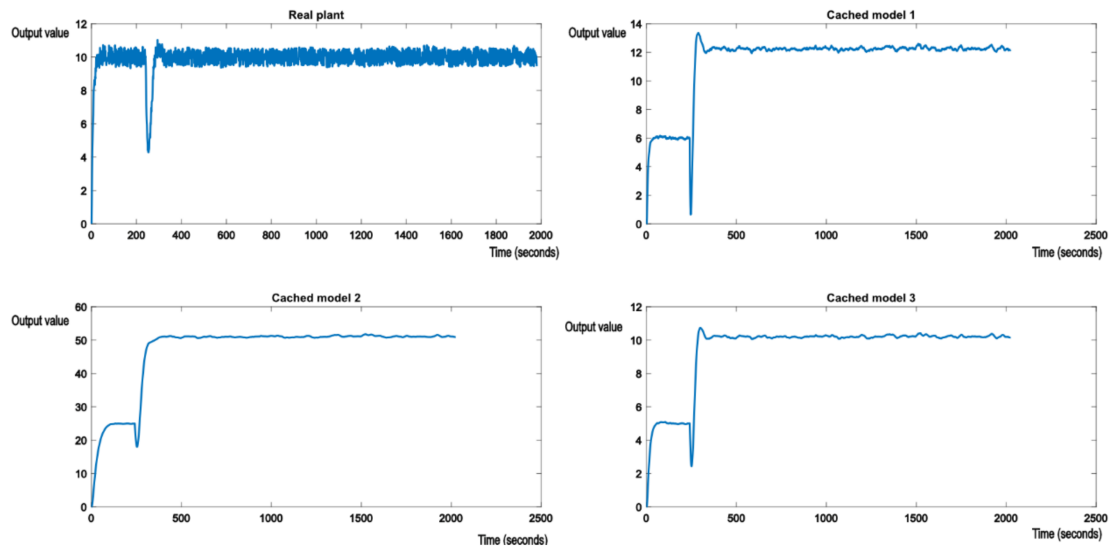 Real plant
Output value
12
10
8
6
4
2
0
0 200 400 600 800 1000 1200 1400 1600 1800 2000
Time (seconds)
Cached model 1
Output value
14
12
10
8
6
4
2
0
0 500 1000 1500 2000 2500
Time (seconds)
Cached model 2
Output value
60
50
40
30
20
10
0
0 500 1000 1500 2000 2500
Time (seconds)
Cached model 3
Output value
12
10
8
6
4
2
0
0 500 1000 1500 2000 2500
Time (seconds)